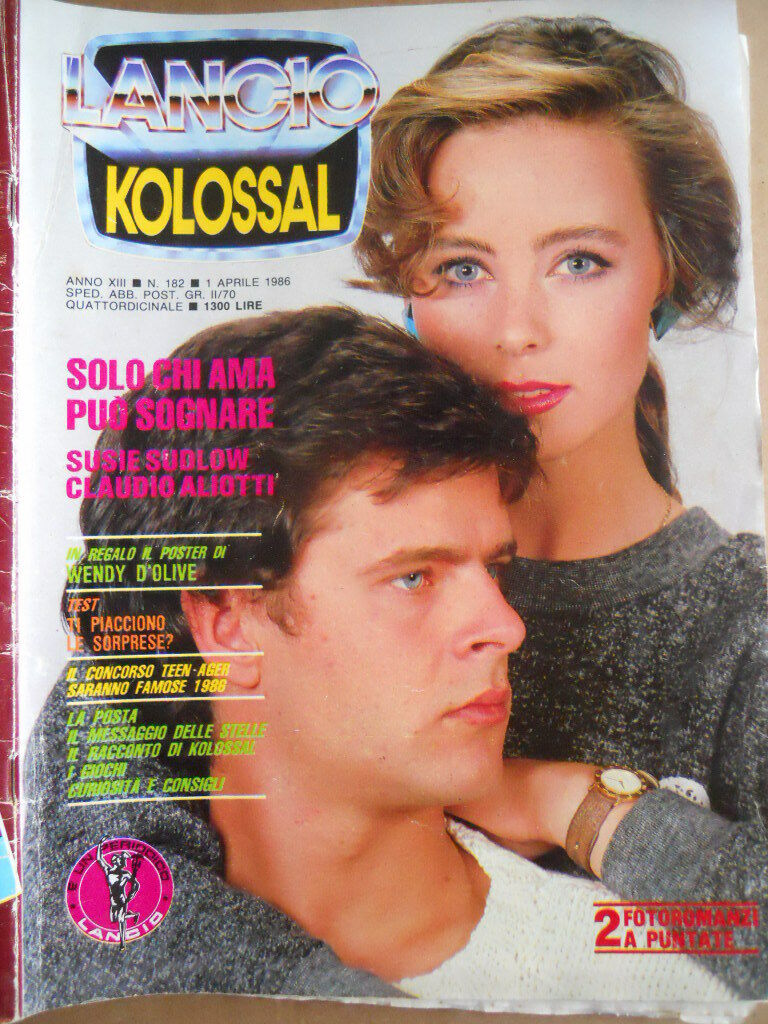 LANCIO
KOLOSSAL
ANNO XIII ■ N. 182 ■ 1 APRILE 1986
SPED. ABB. POST. GR. II/70
QUATTORDICINALE ■ 1300 LIRE
SOLO CHI AMA
PUÒ SOGNARE
SUSIE SUDLOW
CLAUDIO ALIOTTI
IN REGALO IL POSTER DI
WENDY D'OLIVE
TEST
TI PIACCIONO
LE SORPRESE?
IL CONCORSO TEEN-AGER
SARANNO FAMOSE 1986
LA POSTA
IL MESSAGGIO DELLE STELLE
IL RACCONTO DI KOLOSSAL
I GIOCHI
CURIOSITÀ E CONSIGLI
È UN PERIODICO
LANCIO
2 FOTOROMANZI
A PUNTATE